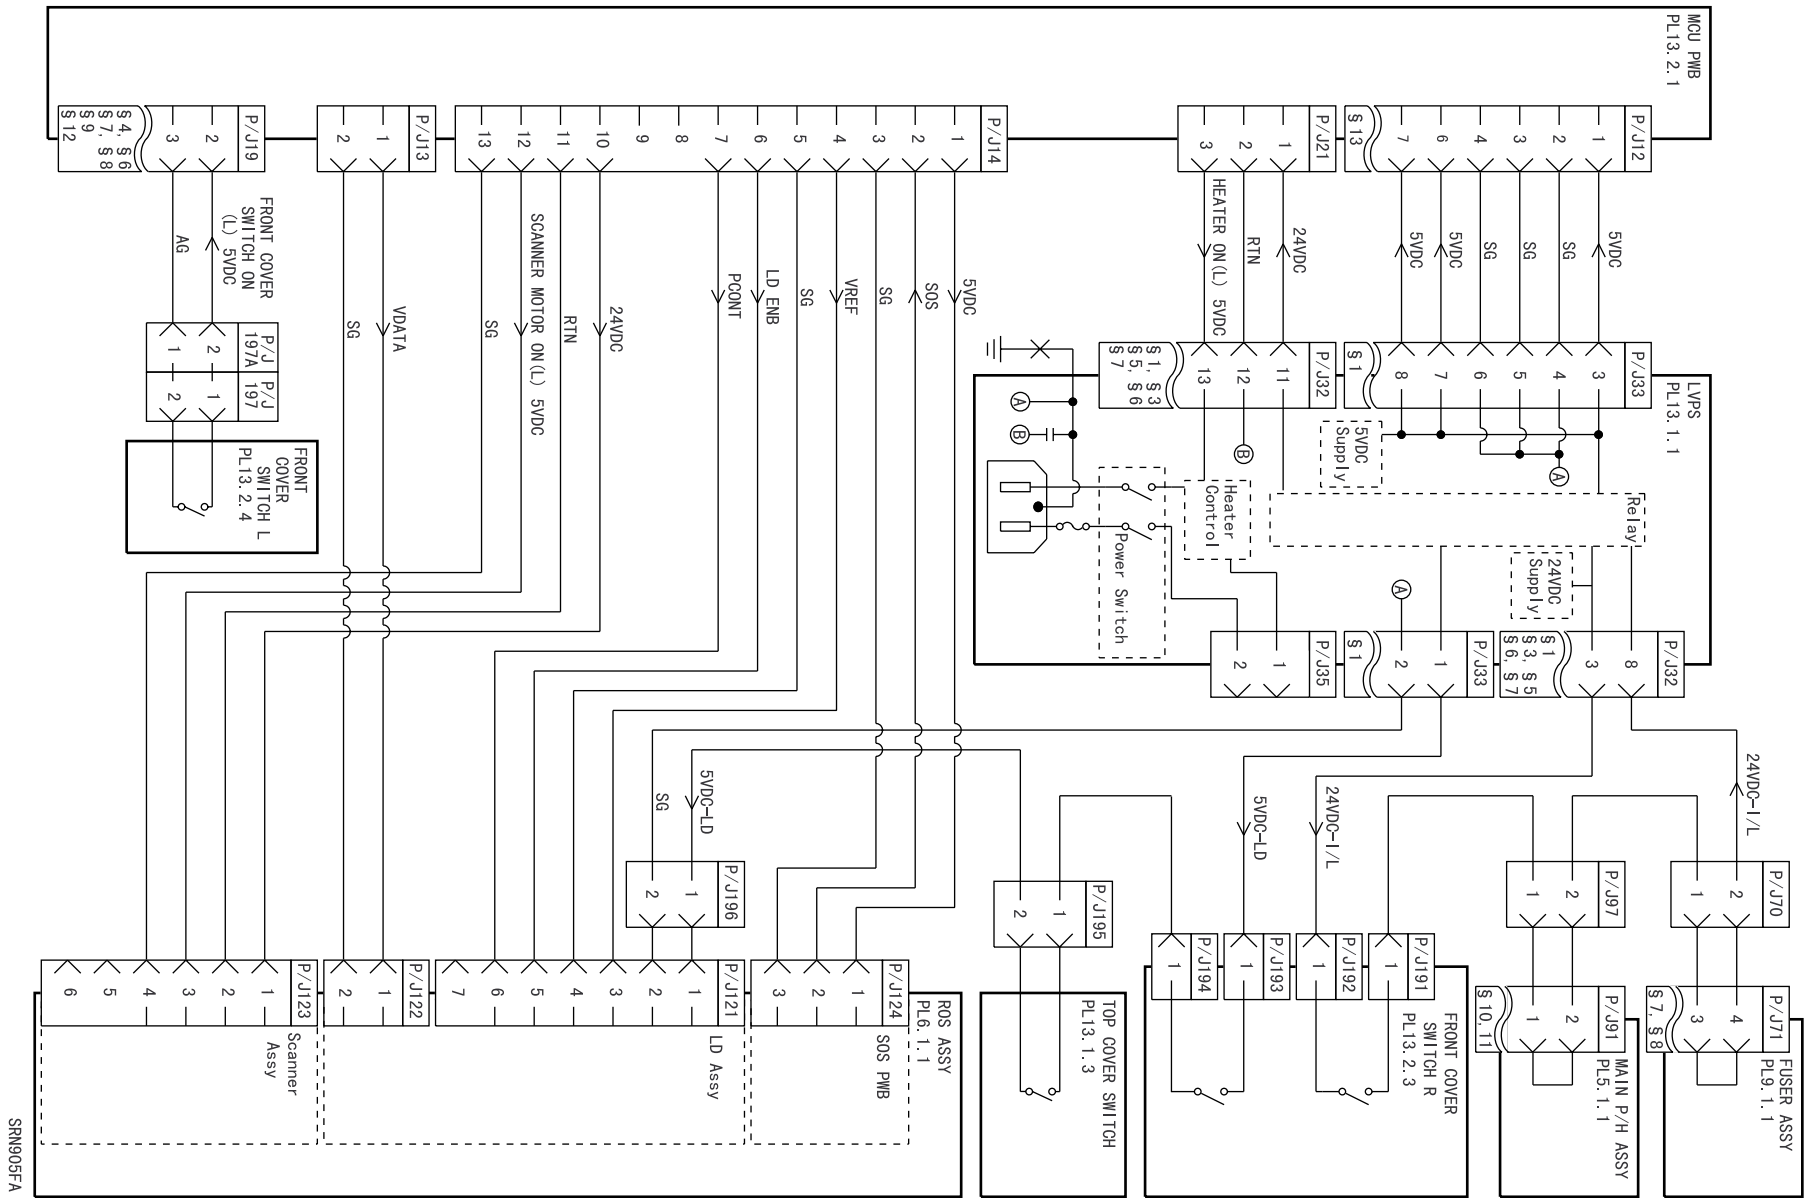 MCU PWB
PL13.2.1
P/J19
2
3
§4, §6
§7, §8
§9
§12
P/J13
1
2
P/J14
1
2
3
4
5
6
7
8
9
10
11
12
13
P/J21
1
2
3
P/J12
1
2
3
4
6
7
§13
FRONT COVER
SWITCH ON
(L) 5VDC
AG
P/J
197A
2
1
P/J
197
1
2
FRONT
COVER
SWITCH L
PL13.2.4
VDATA
SG
24VDC
RTN
SCANNER MOTOR ON(L) 5VDC
SG
5VDC
SOS
SG
VREF
SG
LD ENB
PCONT
24VDC
RTN
HEATER ON(L) 5VDC
5VDC
SG
SG
SG
5VDC
5VDC
P/J32
11
12
13
§1, §3
§5, §6
§7
P/J33
3
4
5
6
7
8
§1
LVPS
PL13.1.1
A
B
B
A
5VDC
Supply
Relay
Heater
Control
Power Switch
24VDC
Supply
A
P/J35
1
2
P/J33
1
2
§1
P/J32
8
3
§1
§3, §5
§6, §7
24VDC-I/L
24VDC-I/L
5VDC-LD
5VDC-LD
SG
P/J196
1
2
P/J195
1
2
P/J97
2
1
P/J70
2
1
P/J194
1
P/J193
1
P/J192
1
P/J191
1
P/J91
2
1
§10, 11
P/J71
4
3
§7, §8
P/J123
1
2
3
4
5
6
P/J122
1
2
P/J121
1
2
3
4
5
6
7
P/J124
1
2
3
Scanner
Assy
LD Assy
SOS PWB
ROS ASSY
PL6.1.1
TOP COVER SWITCH
PL13.1.3
FRONT COVER
SWITCH R
PL13.2.3
MAIN P/H ASSY
PL5.1.1
FUSER ASSY
PL9.1.1
SRN905FA